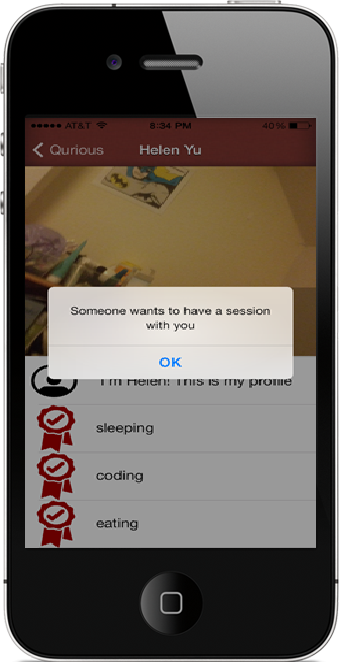 AT&T 8:34 PM 40%
Qurious Helen Yu
Someone wants to have a session
with you
OK
I'm Helen! This is my profile
sleeping
coding
eating